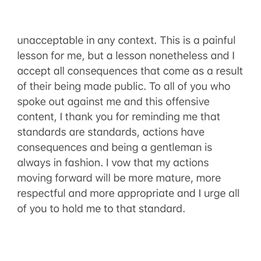 unacceptable in any context. This is a painful
lesson for me, but a lesson nonetheless and I
accept all consequences that come as a result
of their being made public. To all of you who
spoke out against me and this offensive
content, I thank you for reminding me that
standards are standards, actions have
consequences and being a gentleman is
always in fashion. I vow that my actions
moving forward will be more mature, more
respectful and more appropriate and I urge all
of you to hold me to that standard.